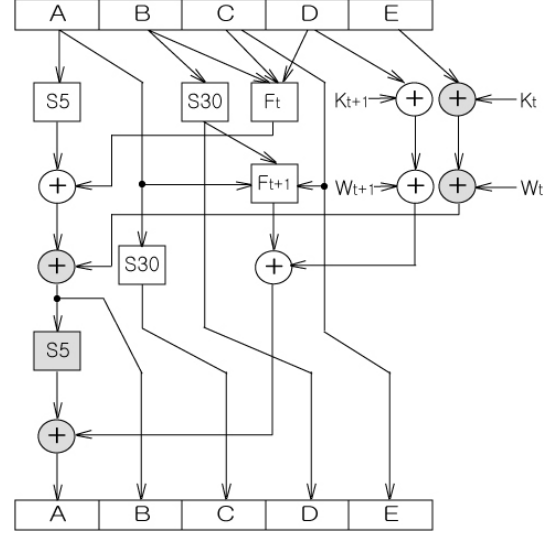 A B C D E
S5 S30 Ft Kt+1 + + Kt
+ Ft+1 Wt+1 + + Wt
+ S30 +
S5
+
A B C D E